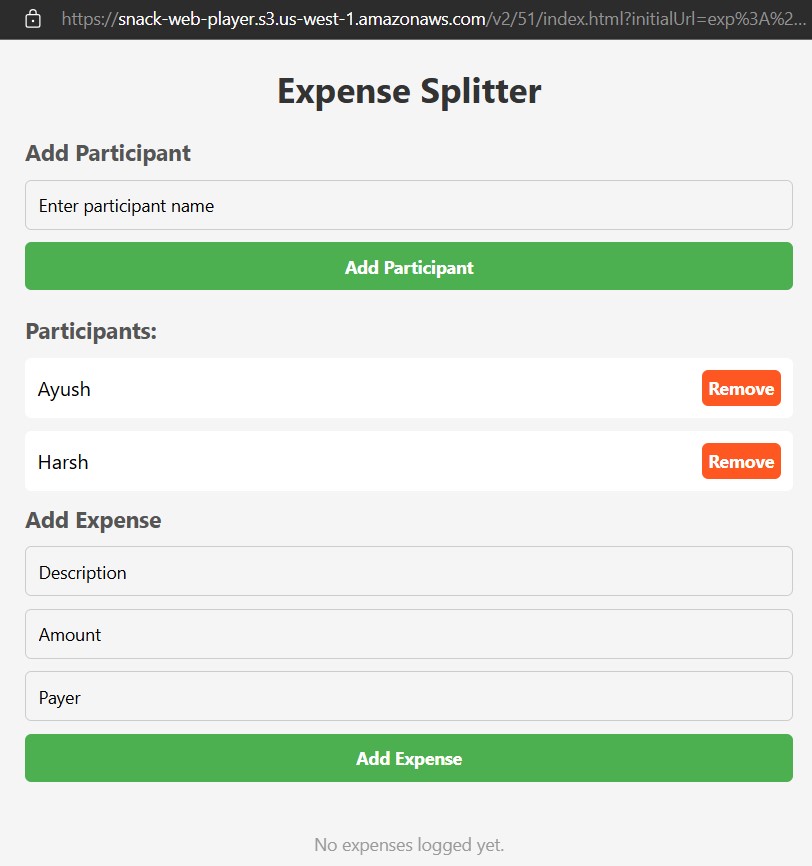 https://snack-web-player.s3.us-west-1.amazonaws.com/v2/51/index.html?initialUrl=exp%3A%2...
Expense Splitter
Add Participant
Enter participant name
Add Participant
Participants:
Ayush Remove
Harsh Remove
Add Expense
Description
Amount
Payer
Add Expense
No expenses logged yet.